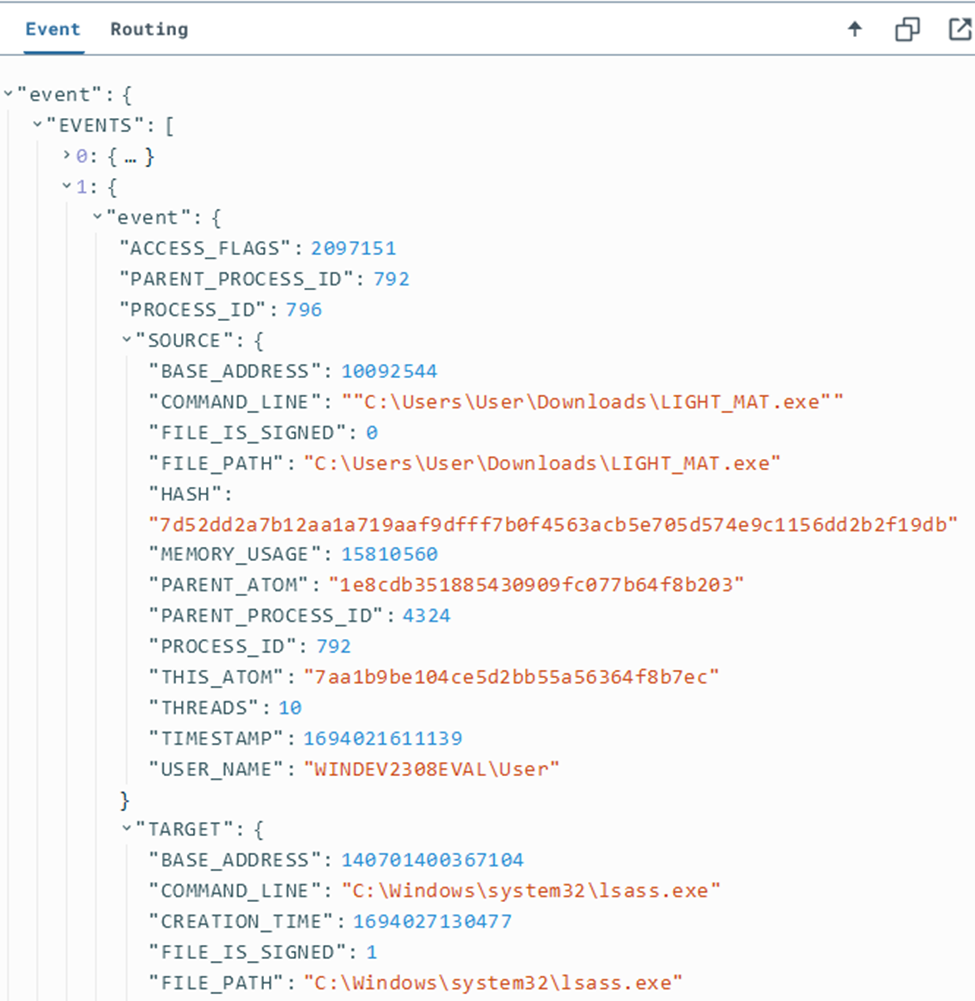 Event Routing
"event": {
"EVENTS": [
0: { … }
1: {
"event": {
"ACCESS_FLAGS": 2097151
"PARENT_PROCESS_ID": 792
"PROCESS_ID": 796
"SOURCE": {
"BASE_ADDRESS": 10092544
"COMMAND_LINE": ""C:\Users\User\Downloads\LIGHT_MAT.exe""
"FILE_IS_SIGNED": 0
"FILE_PATH": "C:\Users\User\Downloads\LIGHT_MAT.exe"
"HASH":
"7d52dd2a7b12aa1a719aaf9dfff7b0f4563acb5e705d574e9c1156dd2b2f19db"
"MEMORY_USAGE": 15810560
"PARENT_ATOM": "1e8cdb351885430909fc077b64f8b203"
"PARENT_PROCESS_ID": 4324
"PROCESS_ID": 792
"THIS_ATOM": "7aa1b9be104ce5d2bb55a56364f8b7ec"
"THREADS": 10
"TIMESTAMP": 1694021611139
"USER_NAME": "WINDEV2308EVAL\User"
}
"TARGET": {
"BASE_ADDRESS": 140701400367104
"COMMAND_LINE": "C:\Windows\system32\lsass.exe"
"CREATION_TIME": 1694027130477
"FILE_IS_SIGNED": 1
"FILE_PATH": "C:\Windows\system32\lsass.exe"